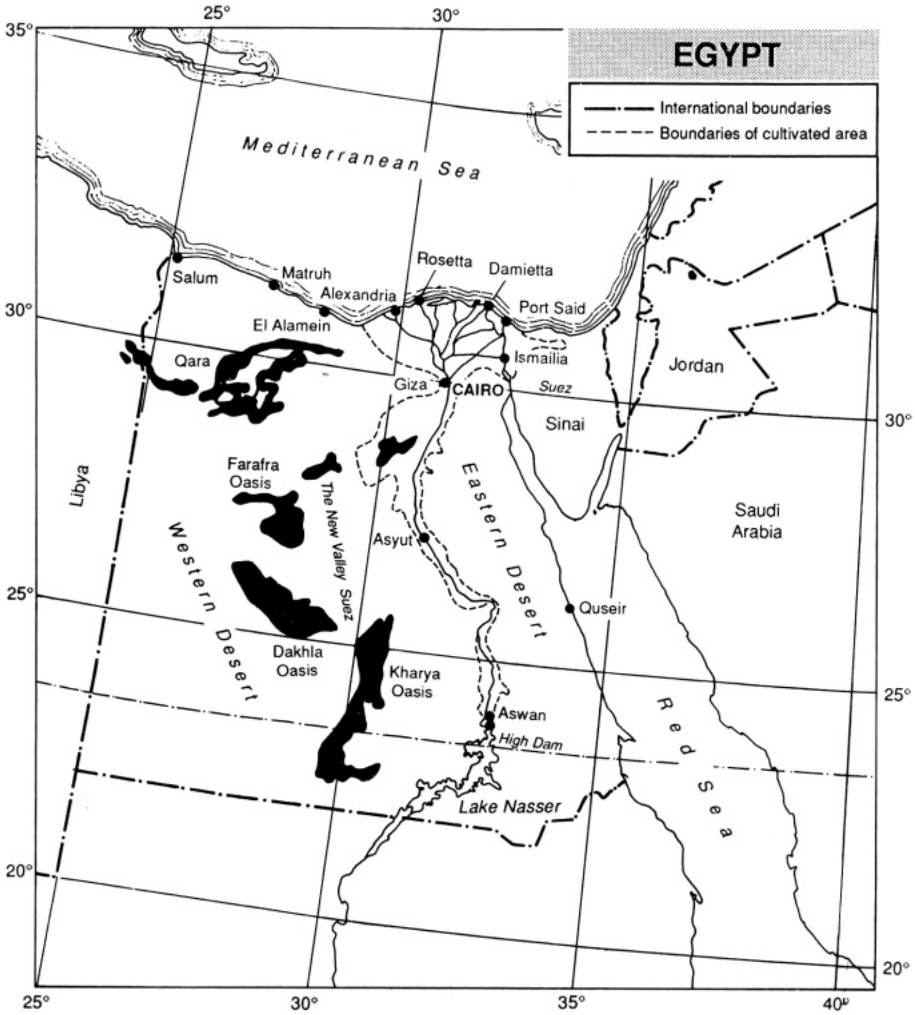 25°
30°
35°
EGYPT
International boundaries
Boundaries of cultivated area
Mediterranean Sea
Rosetta
Damietta
Salum
Matruh
Alexandria
Port Said
30°
El Alamein
Qara
Ismailia
Jordan
Giza
CAIRO
Suez
30°
Sinai
Libya
Farafra
Oasis
The New Valley
Suez
Eastern Desert
Saudi
Arabia
Western Desert
Asyut
25°
Quseir
Dakhla
Oasis
Kharya
Oasis
25°
Aswan
High Dam
Red Sea
Lake Nasser
20°
20°
25°
30°
35°
40°